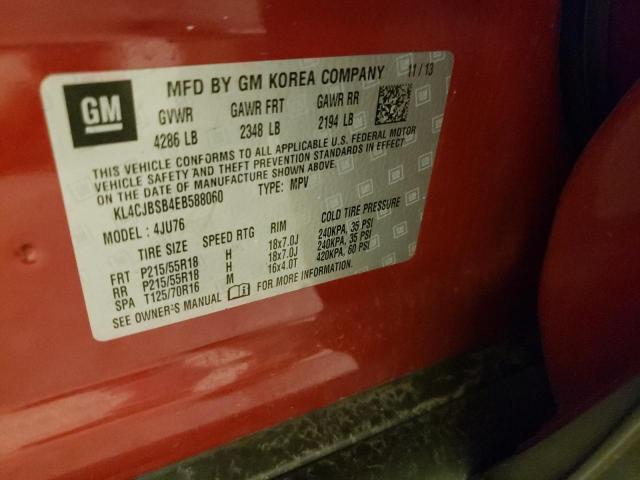 GM
MFD BY GM KOREA COMPANY 11/13
GVWR GAWR FRT GAWR RR
4286 LB 2348 LB 2194 LB
THIS VEHICLE CONFORMS TO ALL APPLICABLE U.S. FEDERAL MOTOR
VEHICLE SAFETY AND THEFT PREVENTION STANDARDS IN EFFECT
ON THE DATE OF MANUFACTURE SHOWN ABOVE.
KL4CJBSB4EB588060 TYPE: MPV
MODEL: 4JU76
TIRE SIZE SPEED RTG RIM COLD TIRE PRESSURE
FRT P215/55R18 H 18x7.0J 240KPA, 35 PSI
RR P215/55R18 H 18x7.0J 240KPA, 35 PSI
SPA T125/70R16 M 16x4.0T 420KPA, 60 PSI
SEE OWNER'S MANUAL FOR MORE INFORMATION.